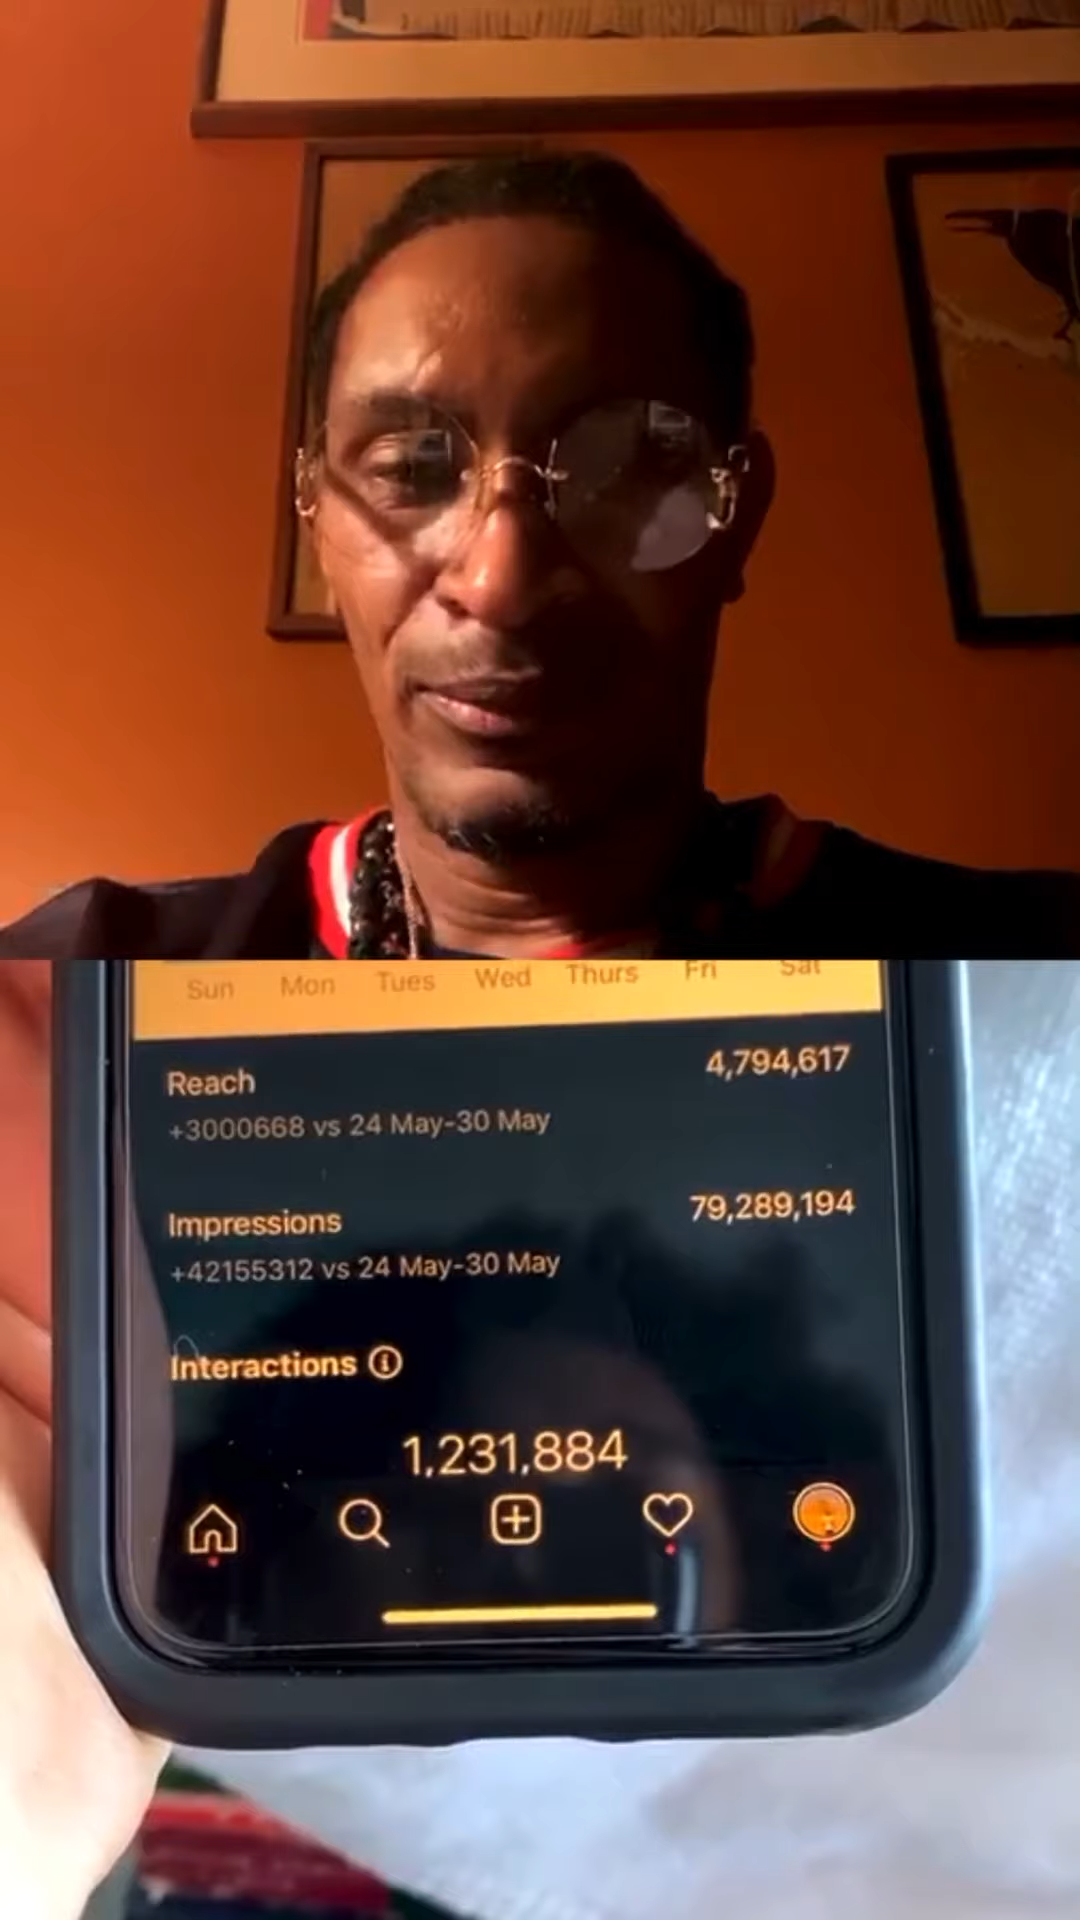 Sun Mon Tues Wed Thurs Fri Sat
Reach 4,794,617
+3000668 vs 24 May-30 May
Impressions 79,289,194
+42155312 vs 24 May-30 May
Interactions
1,231,884